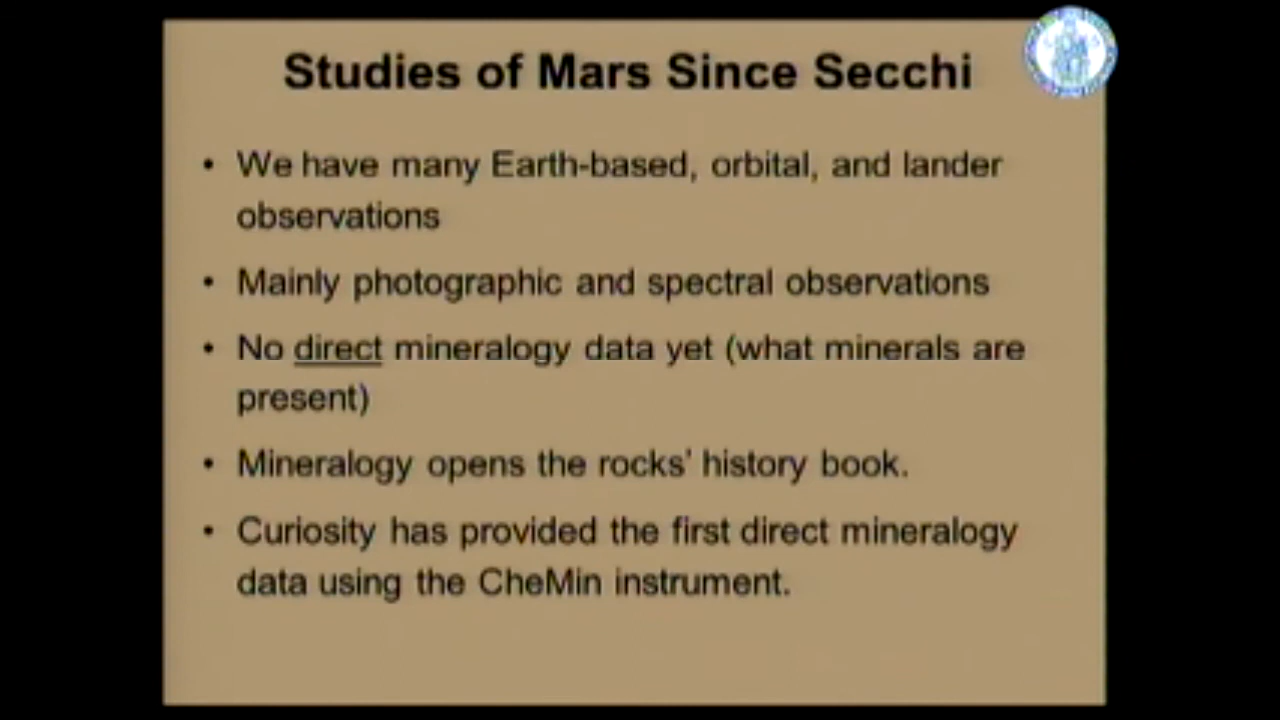 Studies of Mars Since Secchi
• We have many Earth-based, orbital, and lander
observations
• Mainly photographic and spectral observations
• No direct mineralogy data yet (what minerals are
present)
• Mineralogy opens the rocks’ history book.
• Curiosity has provided the first direct mineralogy
data using the CheMin instrument.